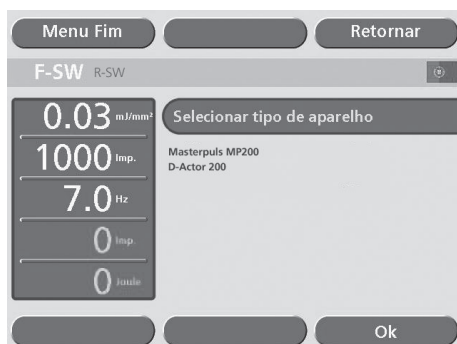 Menu Fim
Retornar
F-SW R-SW
0.03 mJ/mm²
Selecionar tipo de aparelho
1000 Imp.
Masterpuls MP200
D-Actor 200
7.0 Hz
0 Imp.
0 Joule
Ok